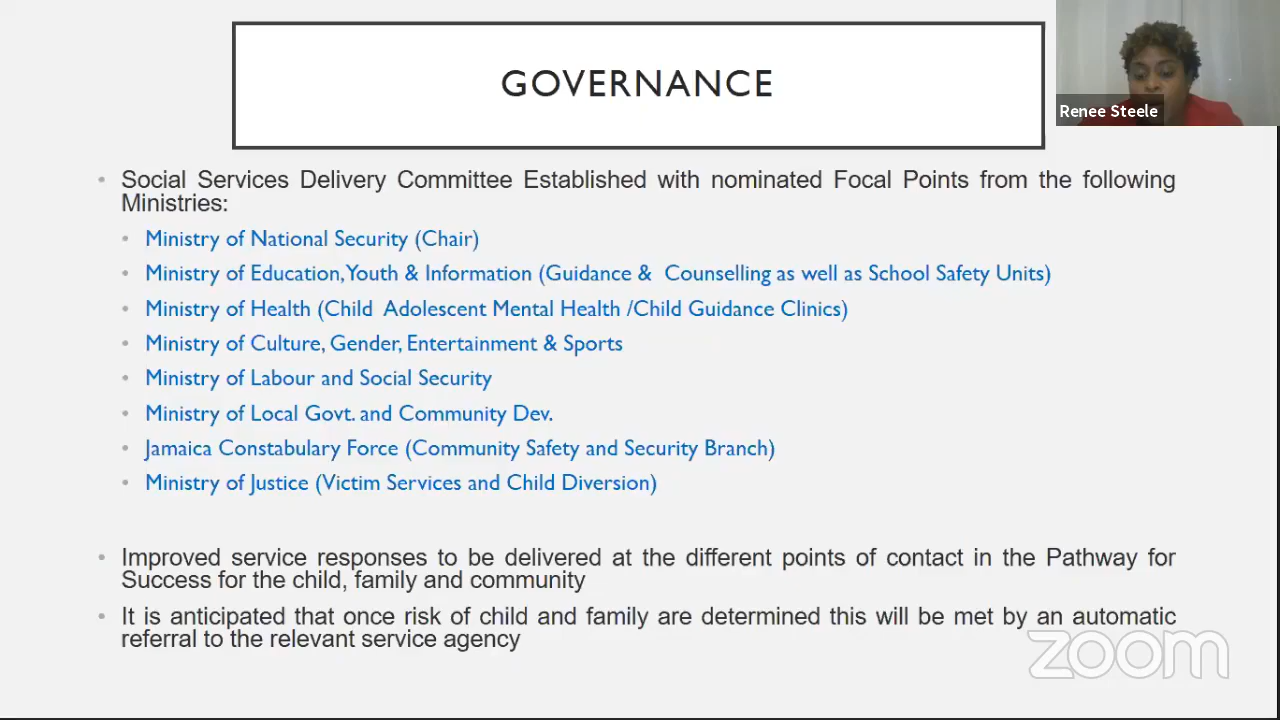 GOVERNANCE
Renee Steele
• Social Services Delivery Committee Established with nominated Focal Points from the following
Ministries:
• Ministry of National Security (Chair)
• Ministry of Education, Youth & Information (Guidance & Counselling as well as School Safety Units)
• Ministry of Health (Child Adolescent Mental Health /Child Guidance Clinics)
• Ministry of Culture, Gender, Entertainment & Sports
• Ministry of Labour and Social Security
• Ministry of Local Govt. and Community Dev.
• Jamaica Constabulary Force (Community Safety and Security Branch)
• Ministry of Justice (Victim Services and Child Diversion)
• Improved service responses to be delivered at the different points of contact in the Pathway for
Success for the child, family and community
• It is anticipated that once risk of child and family are determined this will be met by an automatic
referral to the relevant service agency
zoom